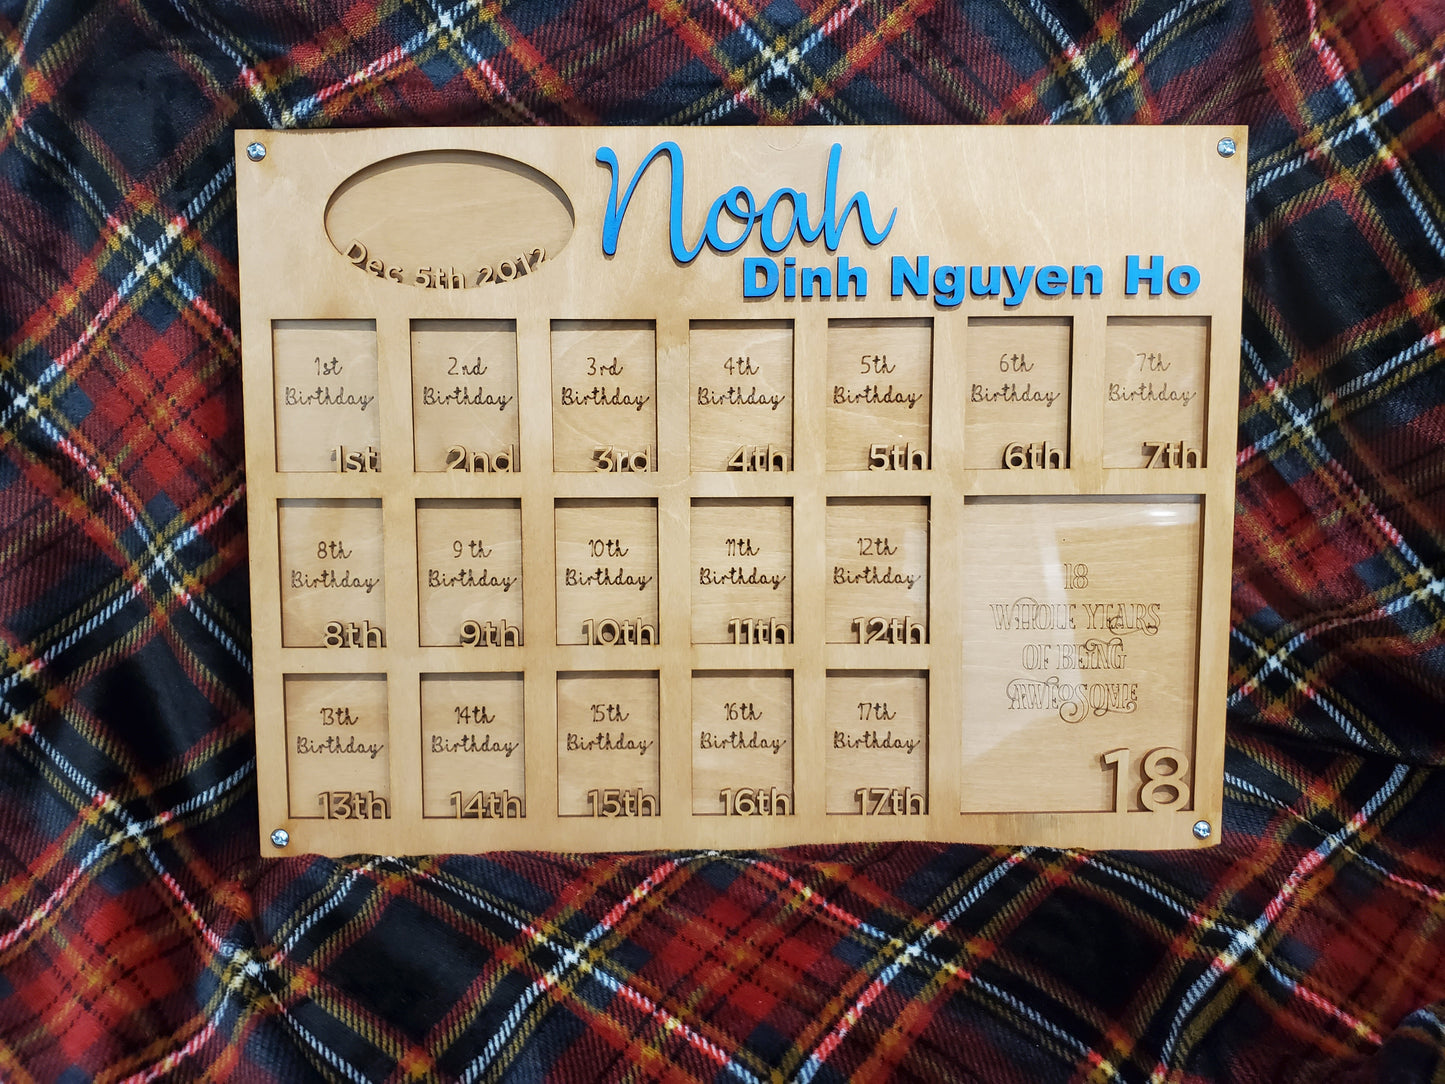 Noah
Dinh Nguyen Ho
Dec 5th 2012
1st
Birthday
1st
2nd
Birthday
2nd
3rd
Birthday
3rd
4th
Birthday
4th
5th
Birthday
5th
6th
Birthday
6th
7th
Birthday
7th
8th
Birthday
8th
9th
Birthday
9th
10th
Birthday
10th
11th
Birthday
11th
12th
Birthday
12th
18
WHOLE YEARS
OF BEING
AWESOME
18
13th
Birthday
13th
14th
Birthday
14th
15th
Birthday
15th
16th
Birthday
16th
17th
Birthday
17th